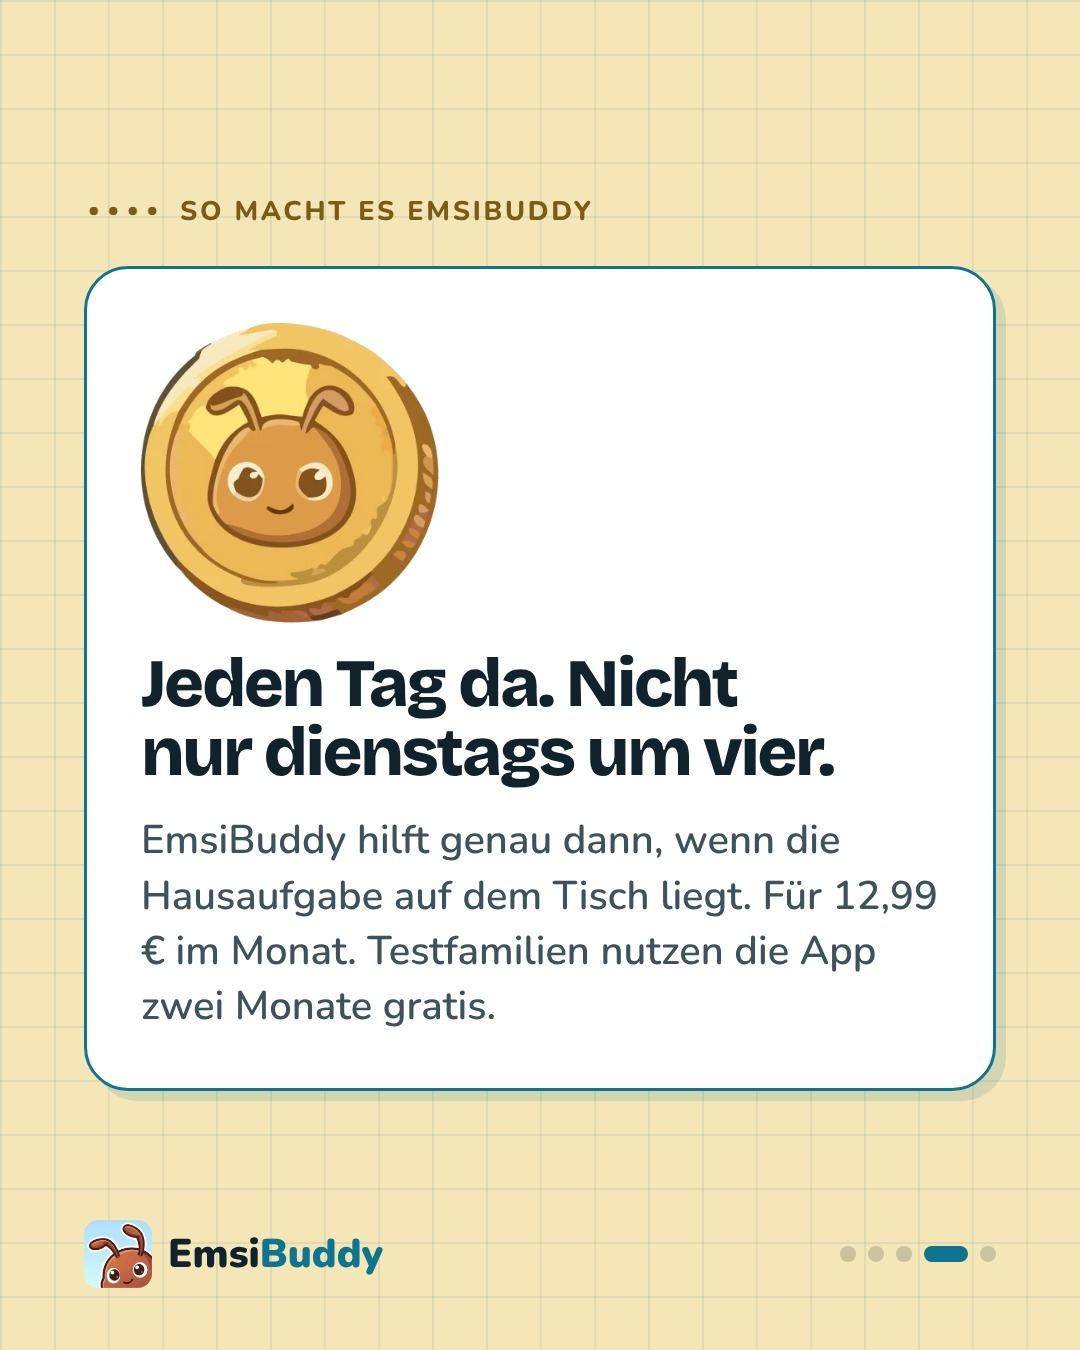 SO MACHT ES EMSIBUDDY
Jeden Tag da. Nicht
nur dienstags um vier.
EmsiBuddy hilft genau dann, wenn die
Hausaufgabe auf dem Tisch liegt. Für 12,99
€ im Monat. Testfamilien nutzen die App
zwei Monate gratis.
EmsiBuddy